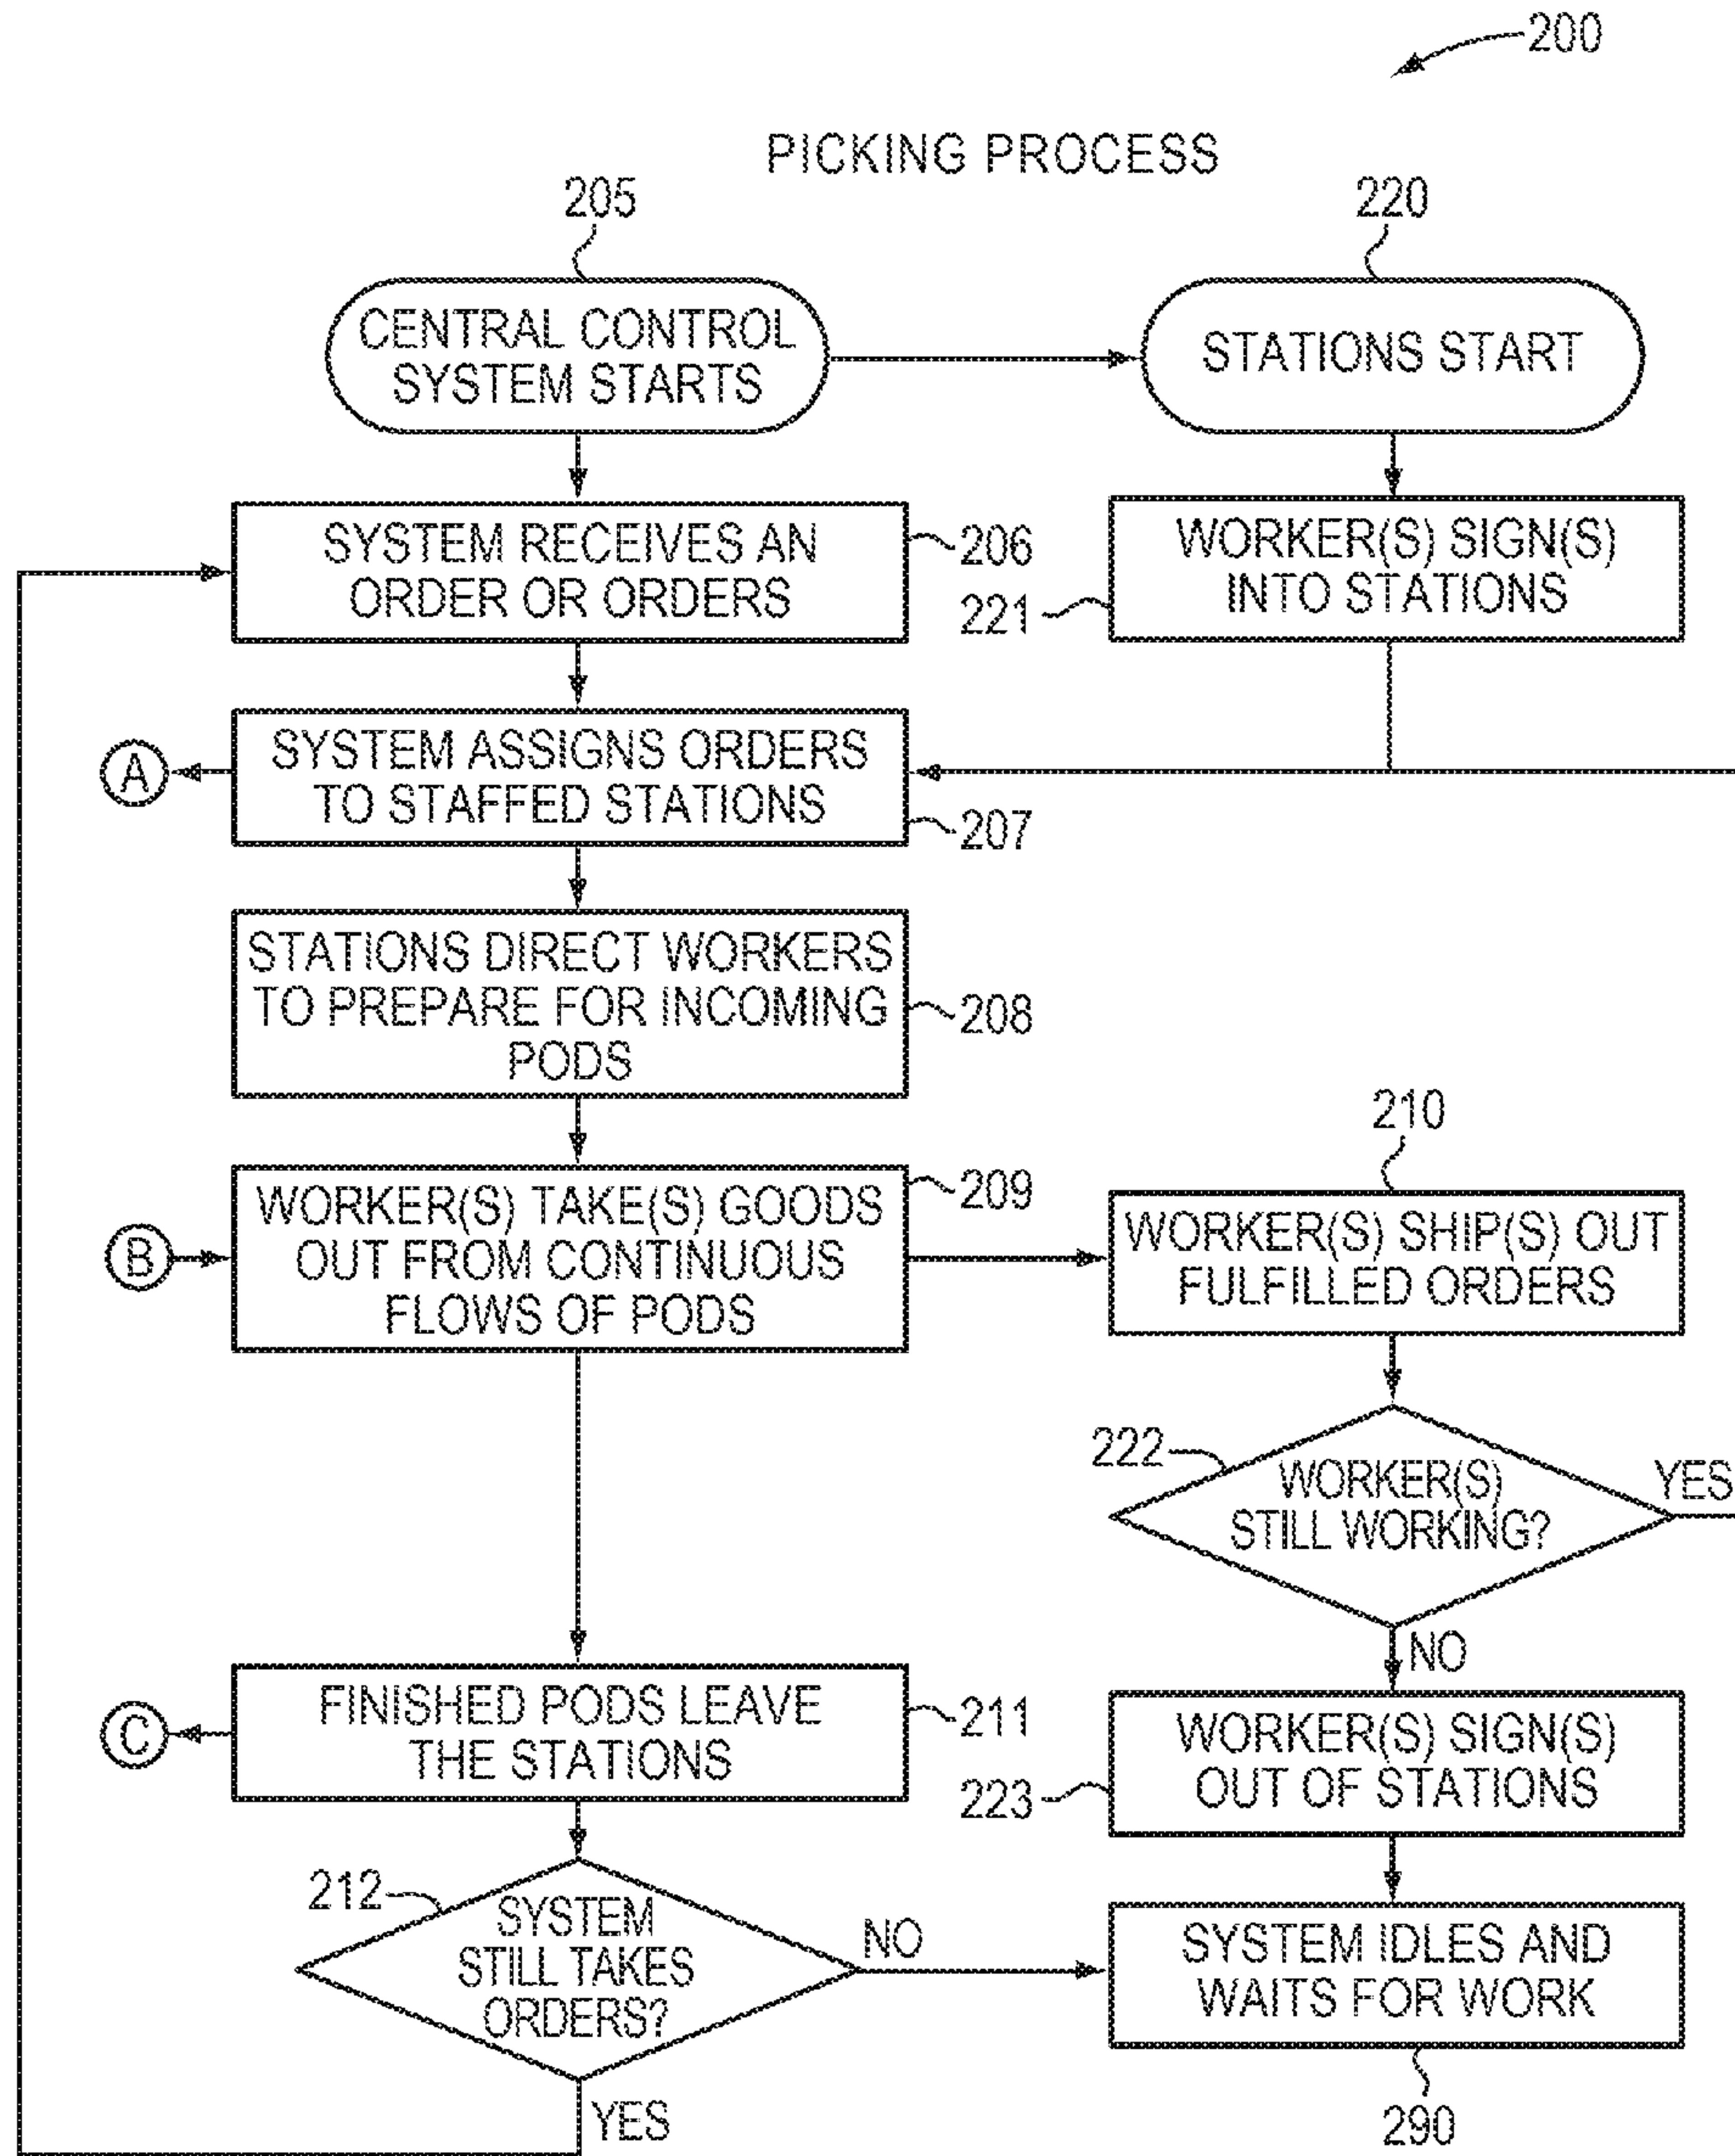 200
PICKING PROCESS
205
220
CENTRAL CONTROL
SYSTEM STARTS
STATIONS START
SYSTEM RECEIVES AN
ORDER OR ORDERS
206
WORKER(S) SIGN(S)
INTO STATIONS
221
A
SYSTEM ASSIGNS ORDERS
TO STAFFED STATIONS
207
STATIONS DIRECT WORKERS
TO PREPARE FOR INCOMING
PODS
208
B
WORKER(S) TAKE(S) GOODS
OUT FROM CONTINUOUS
FLOWS OF PODS
209
210
WORKER(S) SHIP(S) OUT
FULFILLED ORDERS
222
WORKER(S)
STILL WORKING?
YES
NO
C
FINISHED PODS LEAVE
THE STATIONS
211
WORKER(S) SIGN(S)
OUT OF STATIONS
223
212
SYSTEM
STILL TAKES
ORDERS?
NO
YES
SYSTEM IDLES AND
WAITS FOR WORK
290